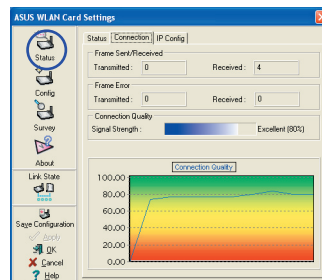 ASUS WLAN Card Settings
Status
Config
Survey
About
Link State
Save Configuration
Apply
OK
Cancel
Help
Status Connection IP Config
Frame Sent/Received
Transmitted: 0 Received: 4
Frame Error
Transmitted: 0 Received: 0
Connection Quality
Signal Strength: Excellent (80%)
Connection Quality
100.00
80.00
60.00
40.00
20.00
0.00